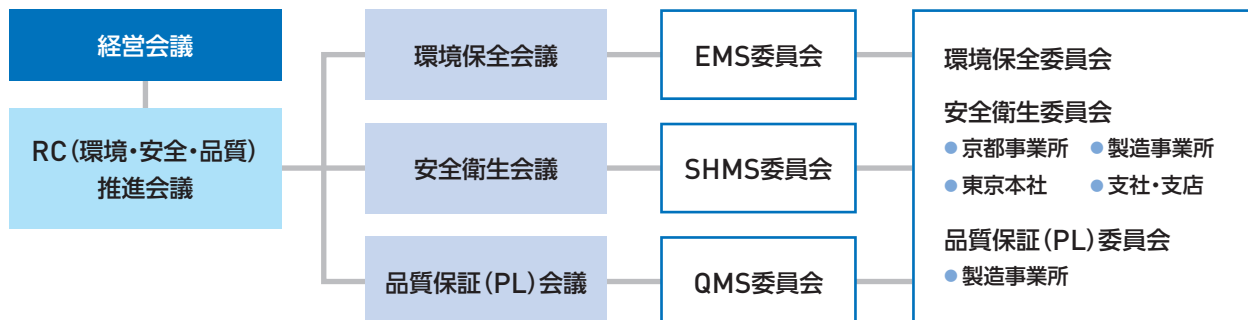 経営会議
RC（環境・安全・品質）
推進会議
環境保全会議
安全衛生会議
品質保証（PL）会議
EMS委員会
SHMS委員会
QMS委員会
環境保全委員会
安全衛生委員会
●京都事業所 ●製造事業所
●東京本社 ●支社・支店
品質保証（PL）委員会
●製造事業所